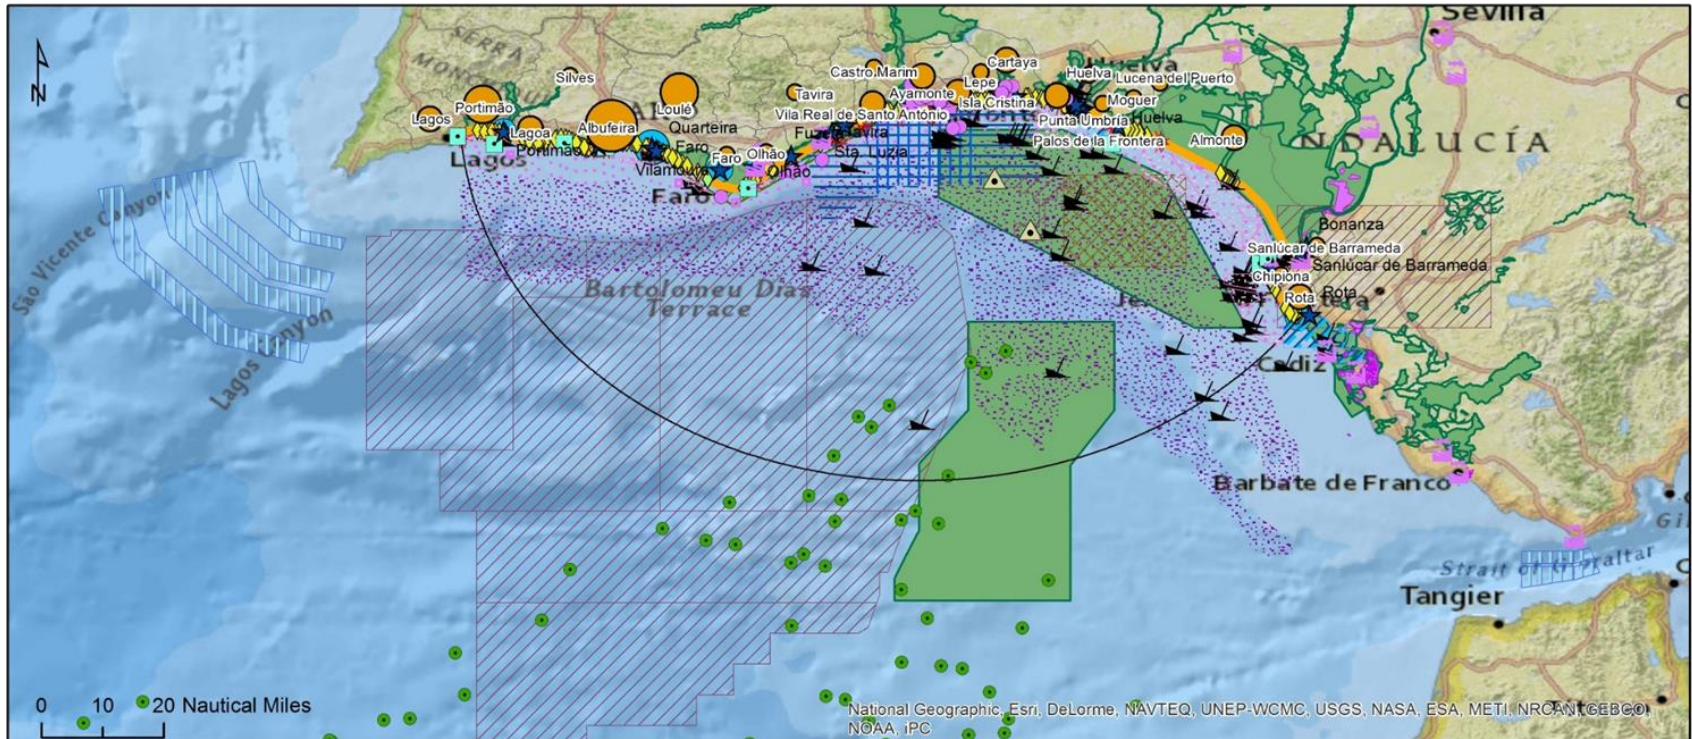 Sevilla
SERRA
N
Silves
Castro Marim
Cartaya
Huelva
Huelva
Lucena del Puerto
Lepe
Portimão
Loulé
Tavira
Ayamonte
Isla Cristina
Moguer
Lagos
Lagoa
Albufeira
Quarteira
Vila Real de Santo António
Punta Umbría
Huelva
Portimão
Faro
Tavira
Palos de la Frontera
Almonte
NDALUCÍA
Lagos
Faro
Olhão
Sta. Luzia
Vilamoura
Olhão
Faro
São Vicente Canyon
Bonanza
Sanlúcar de Barrameda
Sanlúcar de Barrameda
Chipiona
Bartolomeu Dias
Terrace
Rota
Rota
Lagos Canyon
Cadiz
Barbate de Franco
Strait of Gibraltar
Tangier
0 10 20 Nautical Miles
National Geographic, Esri, DeLorme, NAVTEQ, UNEP-WCMC, USGS, NASA, ESA, METI, NRCAN, GEBCO,
NOAA, iPC